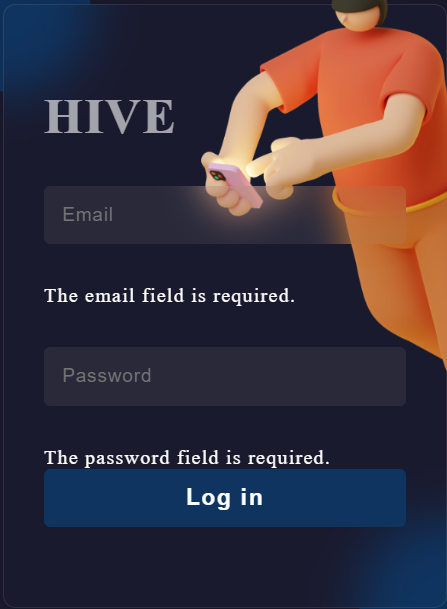 HIVE
Email
The email field is required.
Password
The password field is required.
Log in